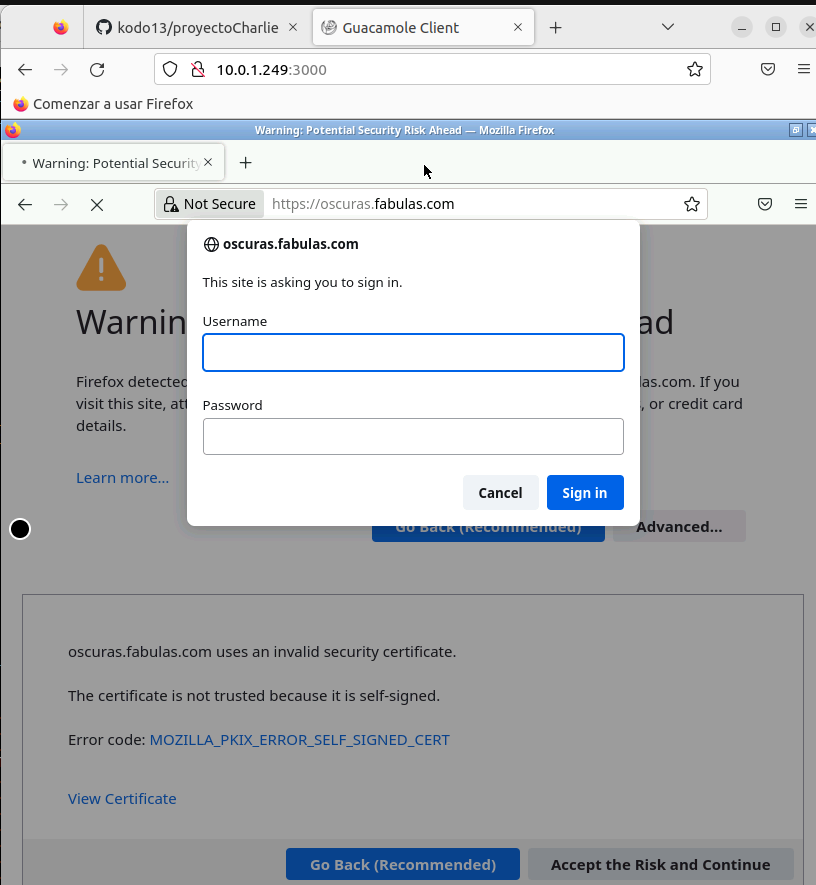 kodo13/proyectoCharlie
Guacamole Client
10.0.1.249:3000
Comenzar a usar Firefox
Warning: Potential Security Risk Ahead — Mozilla Firefox
Warning: Potential Security
Not Secure
https://oscuras.fabulas.com
oscuras.fabulas.com
This site is asking you to sign in.
Username
Password
Cancel
Sign in
Warnin
ad
Firefox detected
las.com. If you
visit this site, att
, or credit card
details.
Learn more…
Go Back (Recommended)
Advanced…
oscuras.fabulas.com uses an invalid security certificate.
The certificate is not trusted because it is self-signed.
Error code: MOZILLA_PKIX_ERROR_SELF_SIGNED_CERT
View Certificate
Go Back (Recommended)
Accept the Risk and Continue